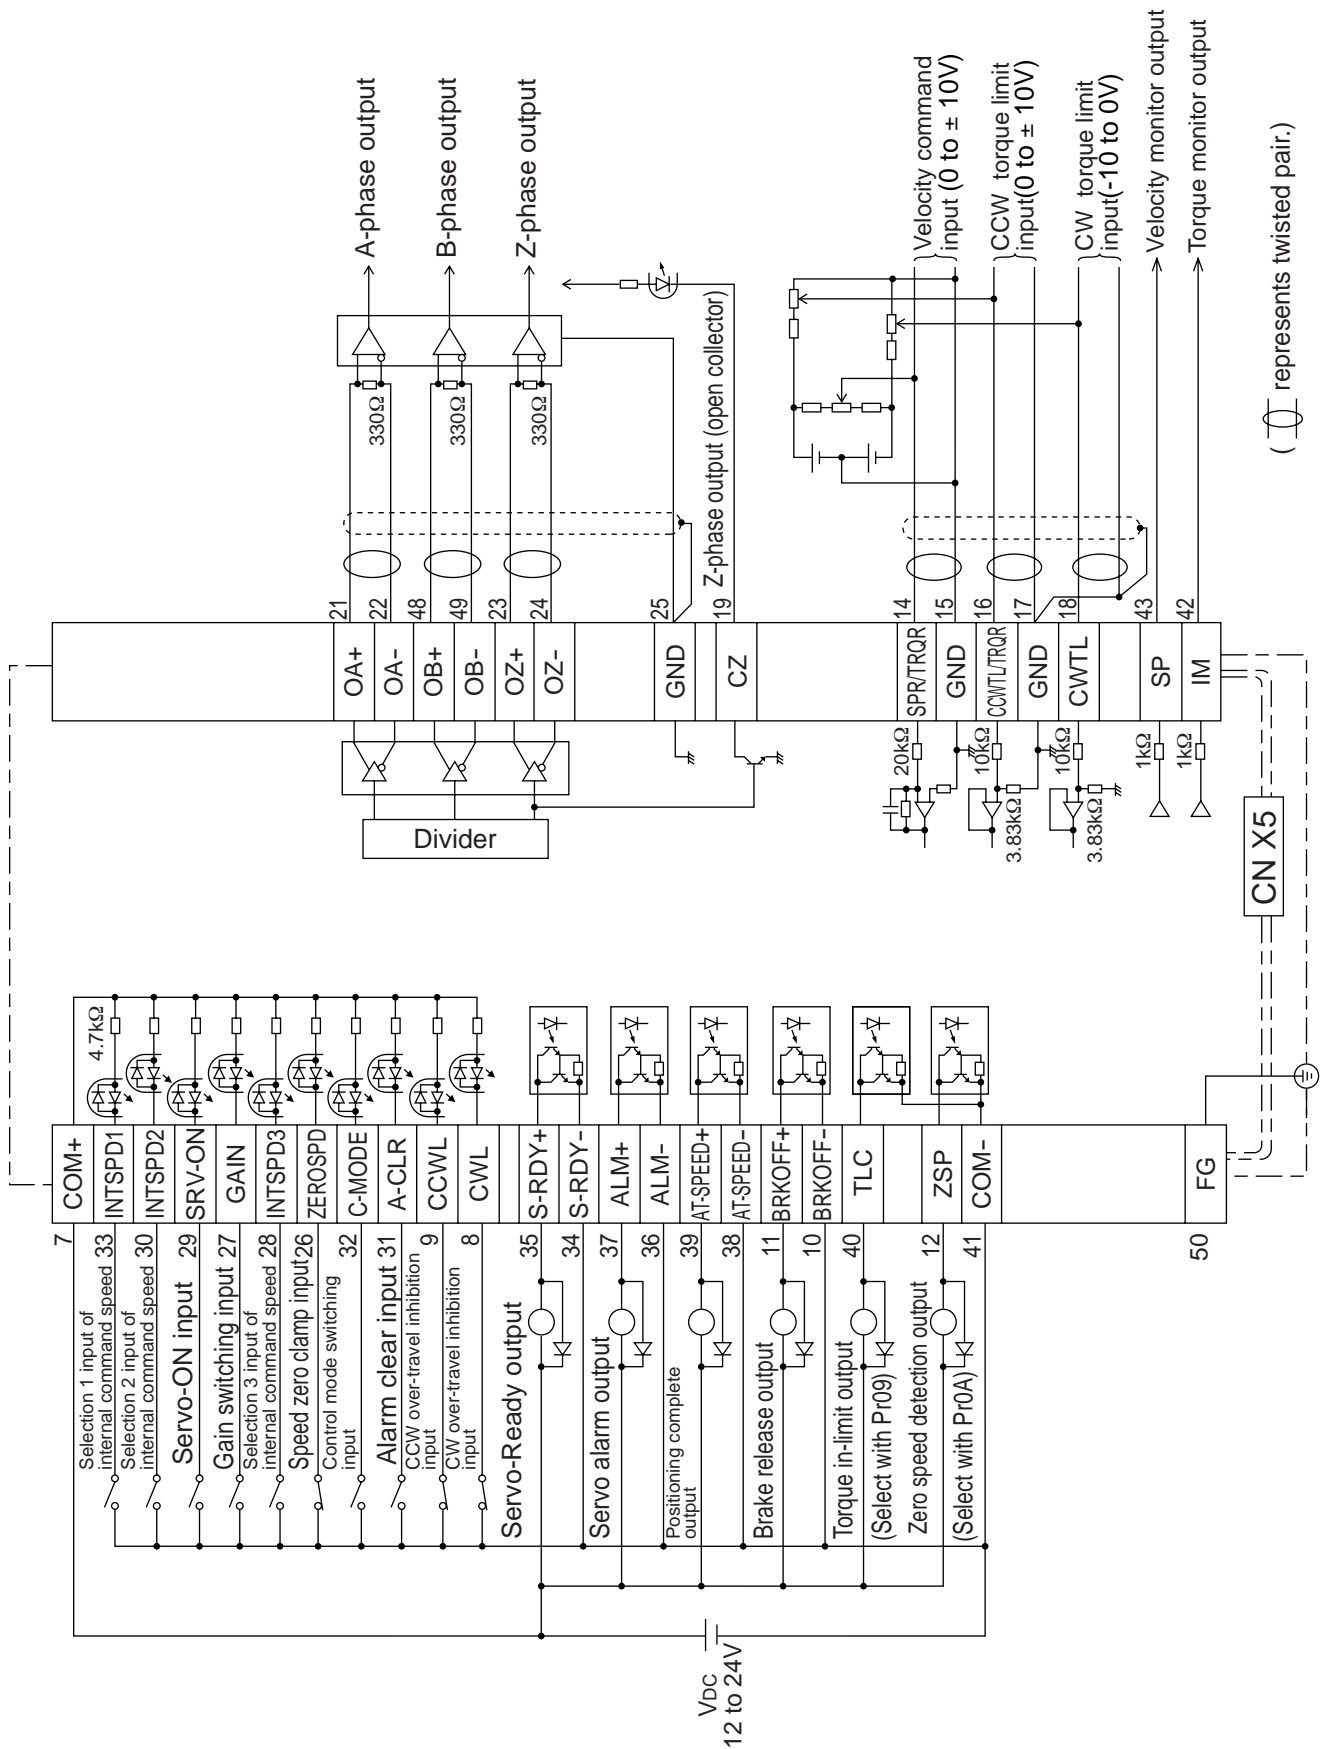 7
COM+
4.7kΩ
Selection 1 input of
internal command speed
33
INTSPD1
Selection 2 input of
internal command speed
30
INTSPD2
Servo-ON input
29
SRV-ON
Gain switching input
27
GAIN
Selection 3 input of
internal command speed
28
INTSPD3
Speed zero clamp input
26
ZEROSPD
Control mode switching
input
32
C-MODE
Alarm clear input
31
A-CLR
CCW over-travel inhibition
input
9
CCWL
CW over-travel inhibition
input
8
CWL
Servo-Ready output
35
S-RDY+
34
S-RDY−
Servo alarm output
37
ALM+
36
ALM−
Positioning complete
output
39
AT-SPEED+
38
AT-SPEED−
Brake release output
11
BRKOFF+
10
BRKOFF−
Torque in-limit output
(Select with Pr09)
40
TLC
Zero speed detection output
(Select with Pr0A)
12
ZSP
41
COM−
VDC
12 to 24V
50
FG
CN X5
Divider
OA+
21
OA−
22
330Ω
A-phase output
OB+
48
OB−
49
330Ω
B-phase output
OZ+
23
OZ−
24
330Ω
Z-phase output
GND
25
CZ
19
Z-phase output (open collector)
20kΩ
SPR/TRQR
14
GND
15
Velocity command
input (0 to ± 10V)
10kΩ
3.83kΩ
CCWTL/TRQR
16
GND
17
CCW torque limit
input(0 to ± 10V)
10kΩ
3.83kΩ
CWTL
18
CW torque limit
input(-10 to 0V)
1kΩ
SP
43
Velocity monitor output
1kΩ
IM
42
Torque monitor output
( represents twisted pair.)